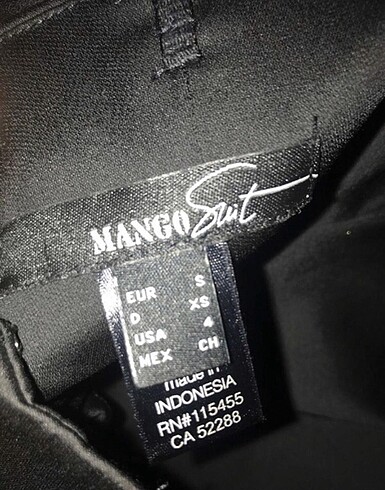 MANGO Suit
EUR S
D XS
USA 4
MEX CH
made in
INDONESIA
RN#115455
CA 52288